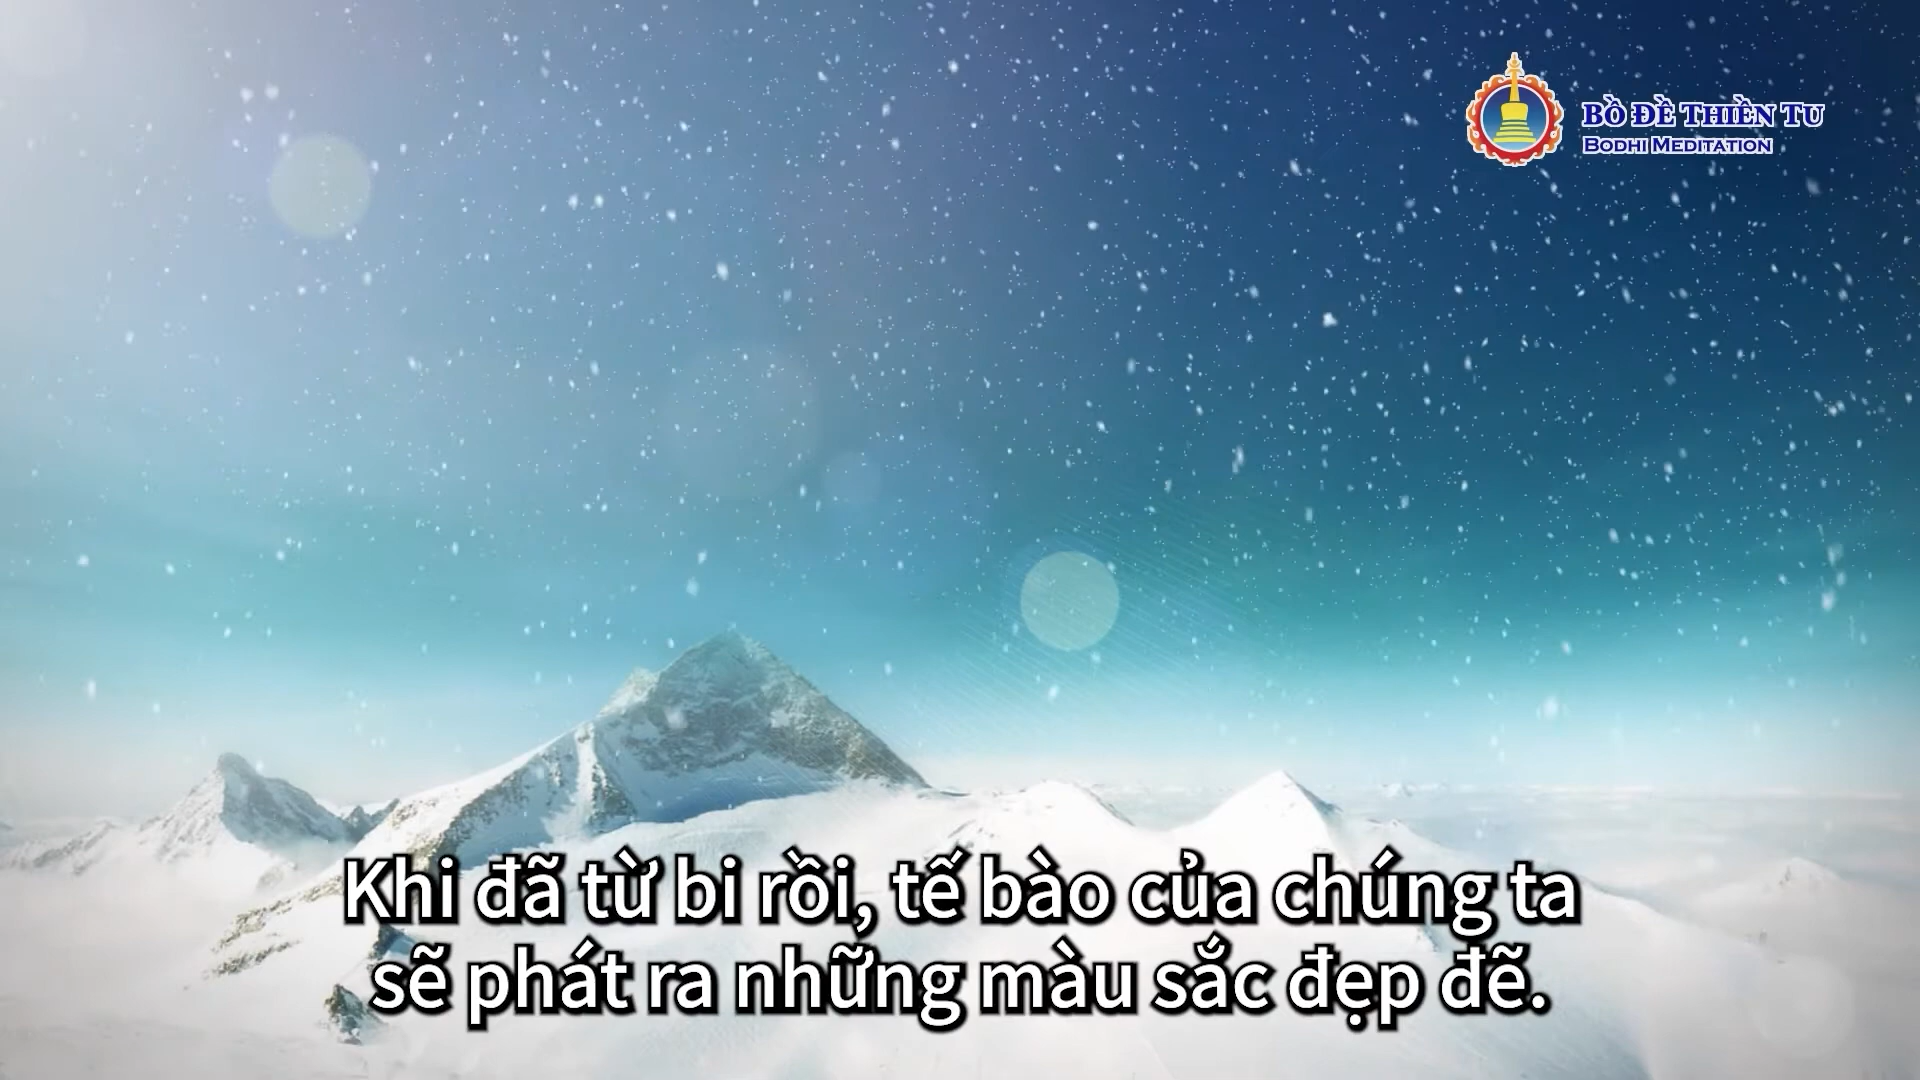 BỒ ĐỀ THIỀN TU
BODHI MEDITATION
Khi đã từ bi rồi, tế bào của chúng ta
sẽ phát ra những màu sắc đẹp đẽ.